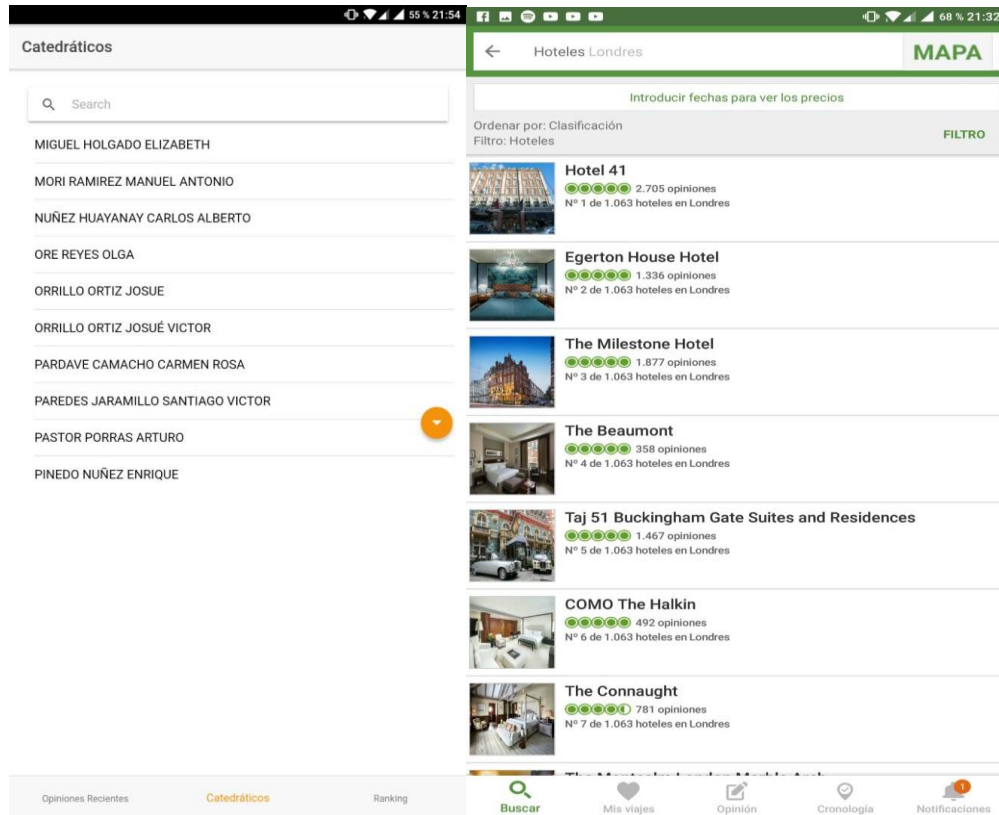 55 % 21:54
Catedráticos
Search
MIGUEL HOLGADO ELIZABETH
MORI RAMIREZ MANUEL ANTONIO
NUÑEZ HUAYANAY CARLOS ALBERTO
ORE REYES OLGA
ORRILLO ORTIZ JOSUE
ORRILLO ORTIZ JOSUÉ VICTOR
PARDAVE CAMACHO CARMEN ROSA
PAREDES JARAMILLO SANTIAGO VICTOR
PASTOR PORRAS ARTURO
PINEDO NUÑEZ ENRIQUE
Opiniones Recientes Catedráticos Ranking
68 % 21:32
Hoteles Londres MAPA
Introducir fechas para ver los precios
Ordenar por: Clasificación
Filtro: Hoteles FILTRO
Hotel 41
2.705 opiniones
Nº 1 de 1.063 hoteles en Londres
Egerton House Hotel
1.336 opiniones
Nº 2 de 1.063 hoteles en Londres
The Milestone Hotel
1.877 opiniones
Nº 3 de 1.063 hoteles en Londres
The Beaumont
358 opiniones
Nº 4 de 1.063 hoteles en Londres
Taj 51 Buckingham Gate Suites and Residences
1.467 opiniones
Nº 5 de 1.063 hoteles en Londres
COMO The Halkin
492 opiniones
Nº 6 de 1.063 hoteles en Londres
The Connaught
781 opiniones
Nº 7 de 1.063 hoteles en Londres
1
Buscar Mis viajes Opinión Cronología Notificaciones